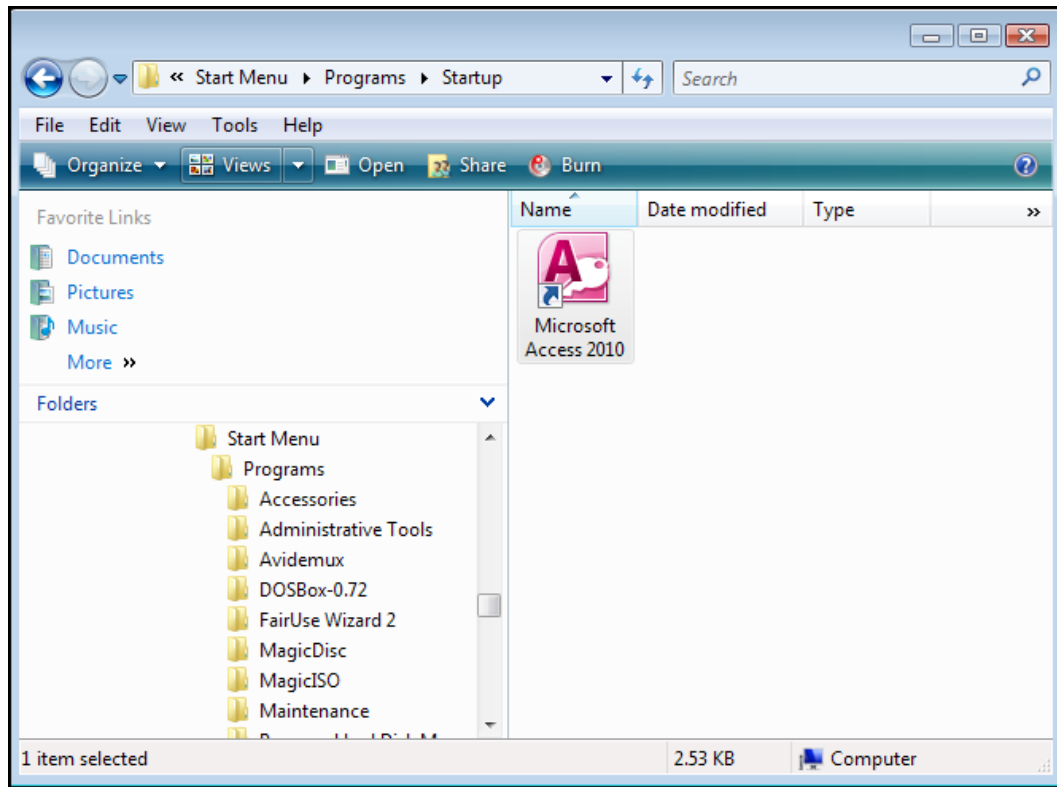 « Start Menu ▸ Programs ▸ Startup
Search
File Edit View Tools Help
Organize Views Open Share Burn
Favorite Links
Documents
Pictures
Music
More »
Folders
Start Menu
Programs
Accessories
Administrative Tools
Avidemux
DOSBox-0.72
FairUse Wizard 2
MagicDisc
MagicISO
Maintenance
Name Date modified Type »
Microsoft
Access 2010
1 item selected 2.53 KB Computer